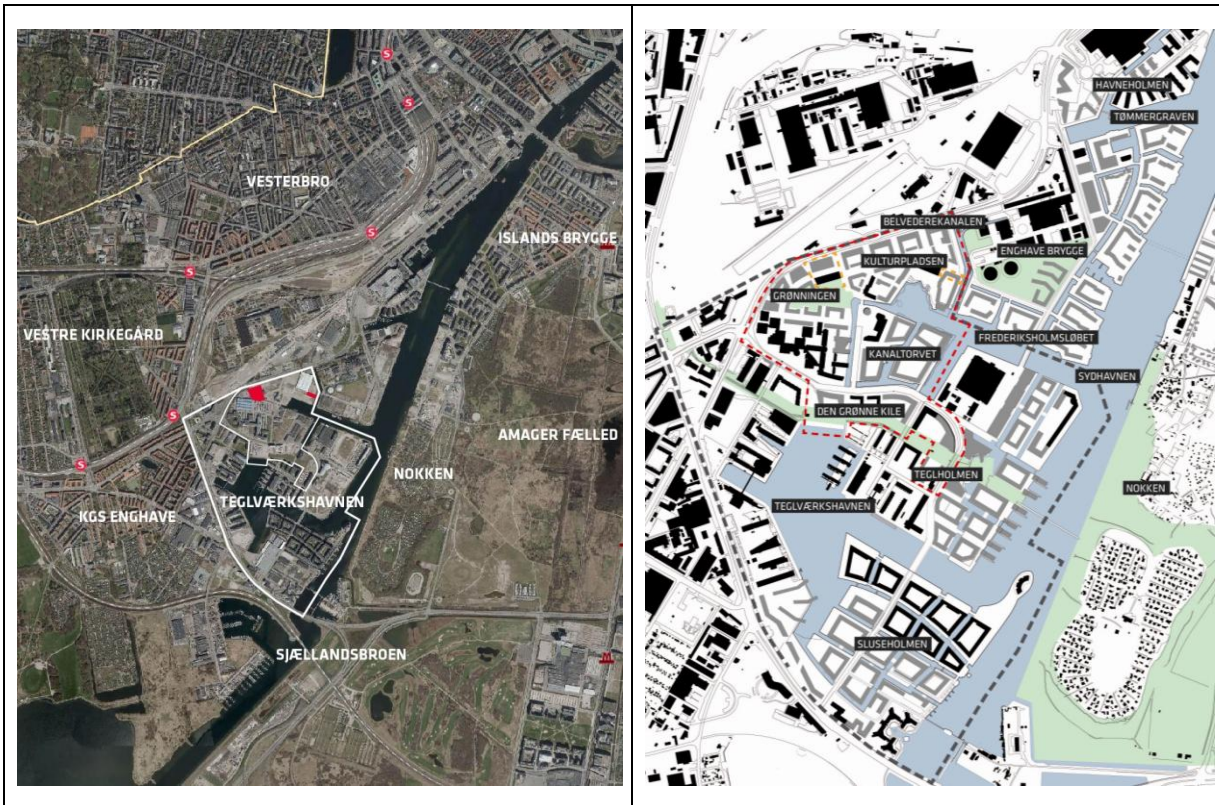 S
S
VESTERBRO
S
ISLANDS BRYGGE
S
VESTRE KIRKEGÅRD
S
AMAGER FÆLLED
S
NOKKEN
TEGLVÆRKSHAVNEN
KGS ENGHAVE
SJÆLLANDSBROEN
M
HAVNEHOLMEN
TØMMERGRAVEN
BELVEDEREKANALEN
ENGHAVE BRYGGE
KULTURPLADSEN
GRØNNINGEN
FREDERIKSHOLMSLØBET
KANALTORVET
SYDHAVNEN
DEN GRØNNE KILE
TEGLHOLMEN
NOKKEN
TEGLVÆRKSHAVNEN
SLUSEHOLMEN